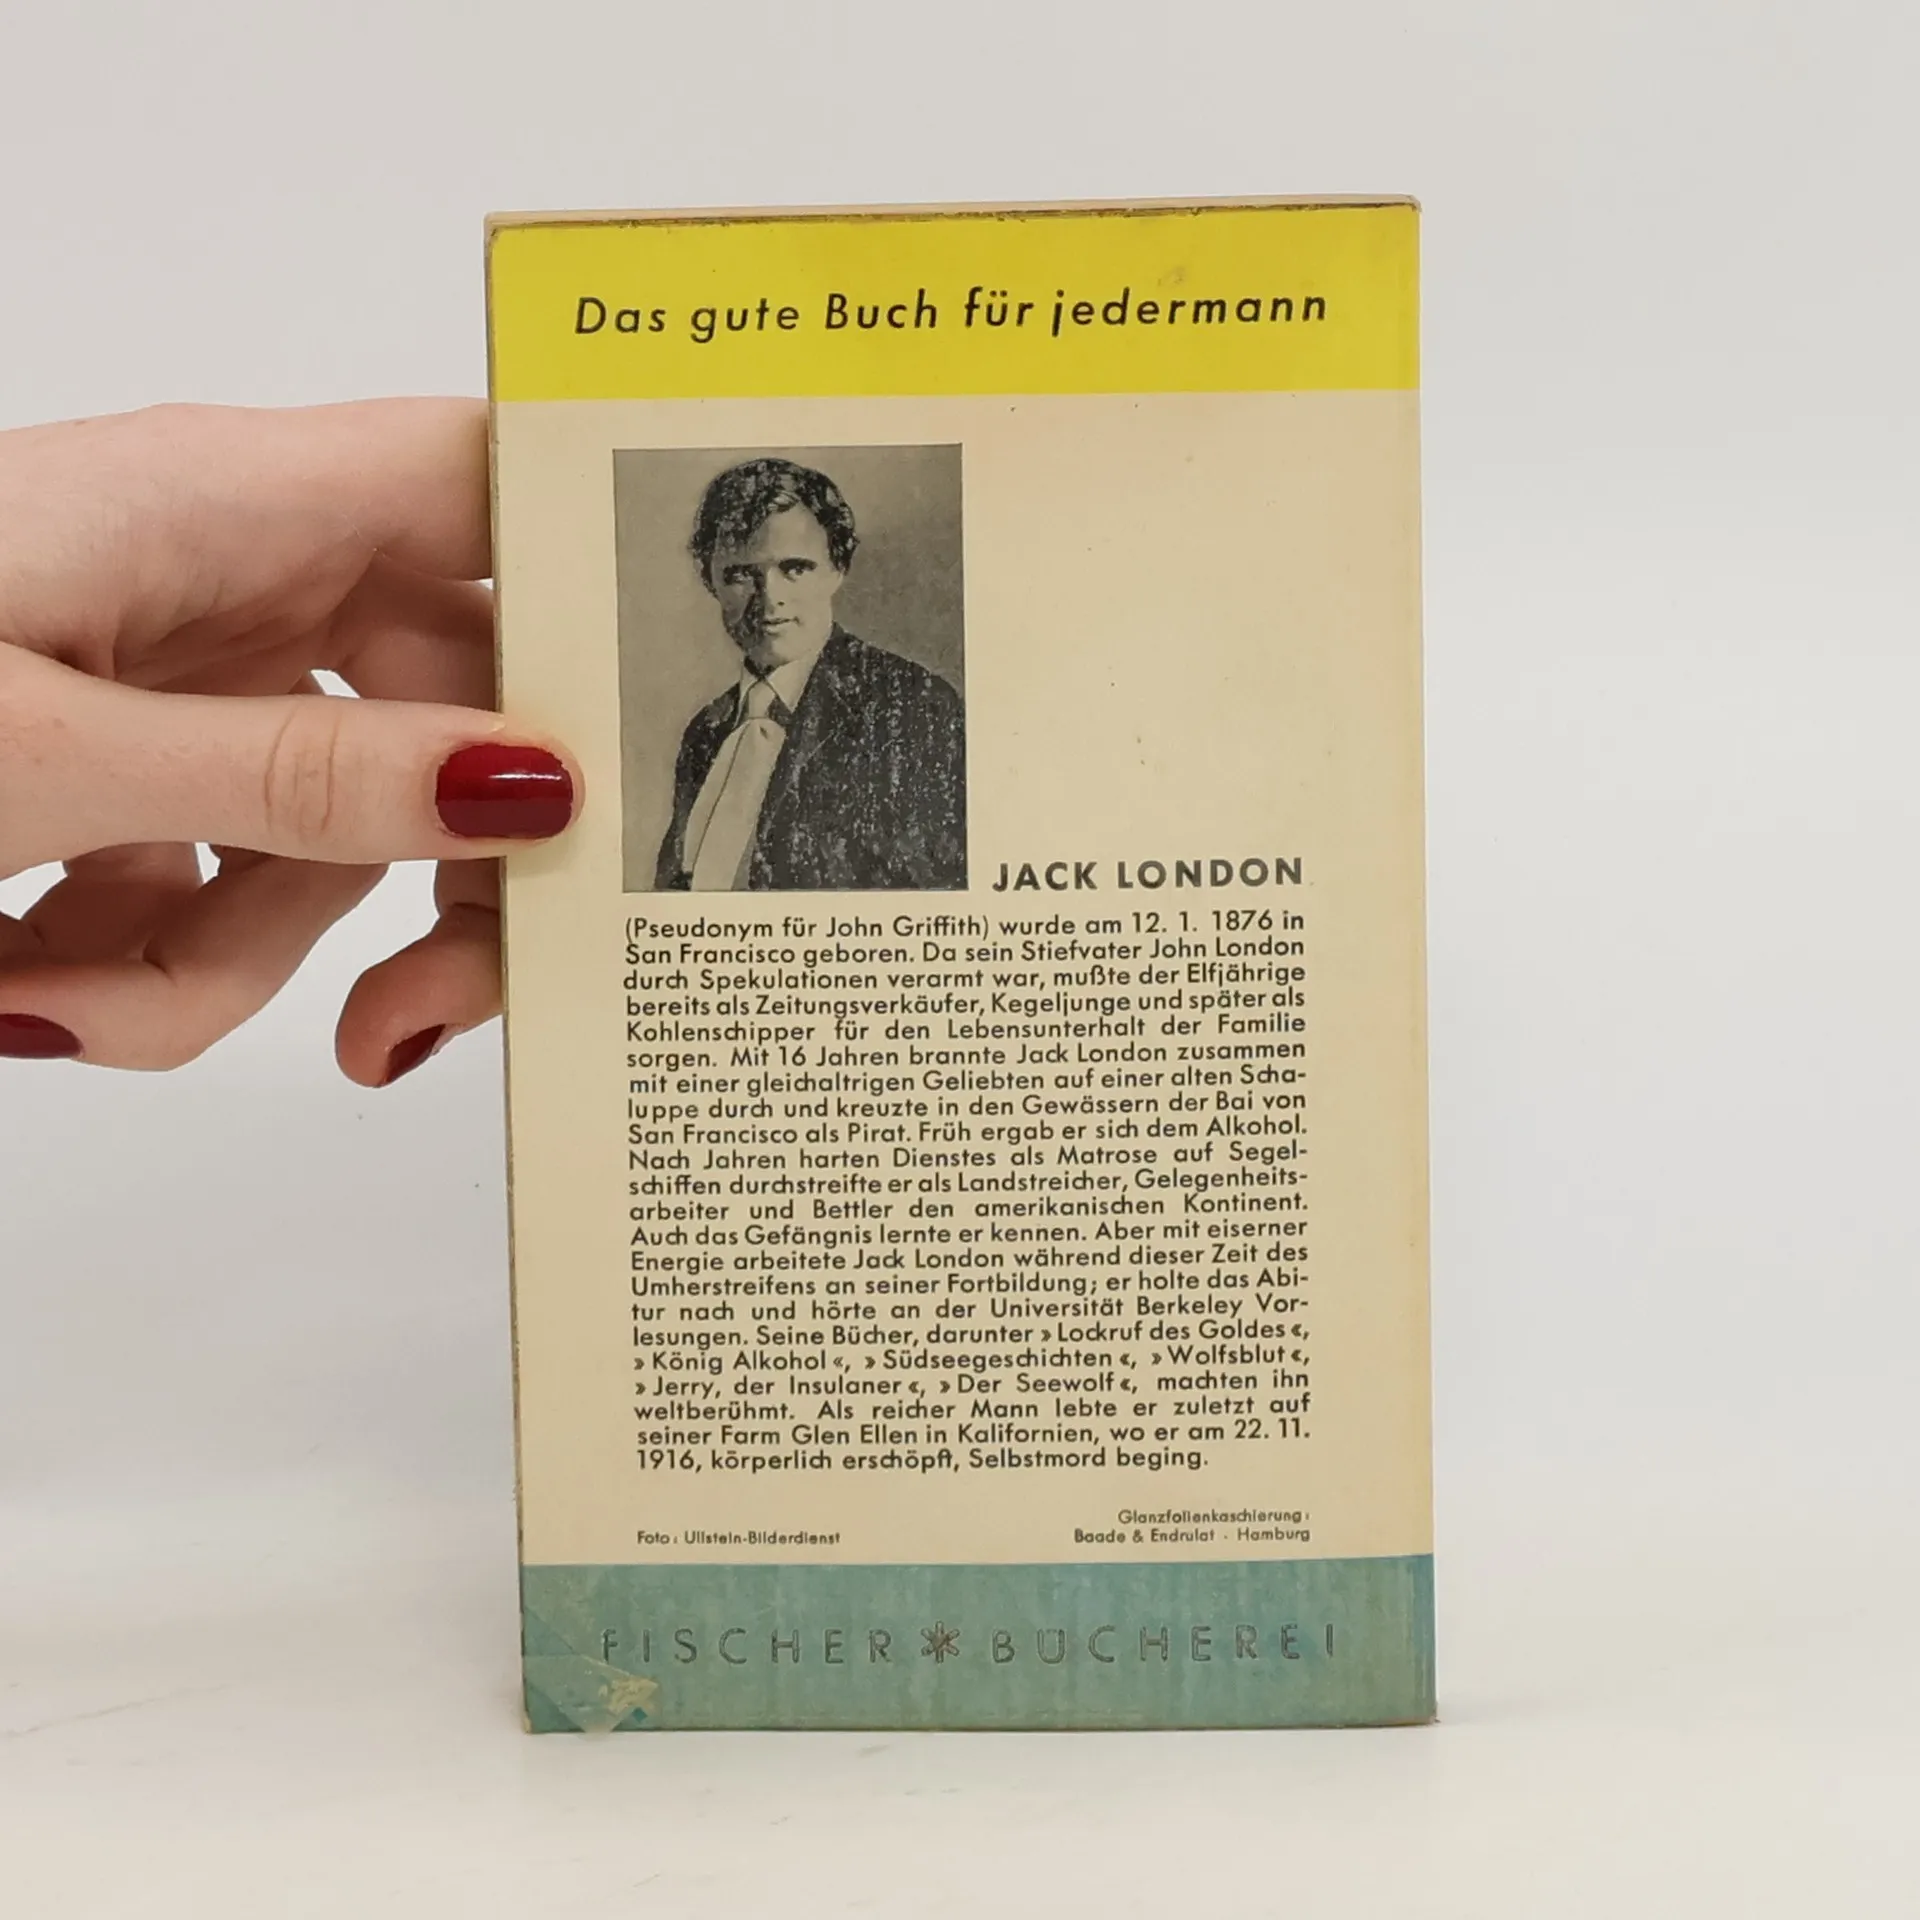 Das gute Buch für jedermann
JACK LONDON
(Pseudonym für John Griffith) wurde am 12. 1. 1876 in
San Francisco geboren. Da sein Stiefvater John London
durch Spekulationen verarmt war, mußte der Elfjährige
bereits als Zeitungsverkäufer, Kegeljunge und später als
Kohlenschipper für den Lebensunterhalt der Familie
sorgen. Mit 16 Jahren brannte Jack London zusammen
mit einer gleichaltrigen Geliebten auf einer alten Scha-
luppe durch und kreuzte in den Gewässern der Bai von
San Francisco als Pirat. Früh ergab er sich dem Alkohol.
Nach Jahren harten Dienstes als Matrose auf Segel-
schiffen durchstreifte er als Landstreicher, Gelegenheits-
arbeiter und Bettler den amerikanischen Kontinent.
Auch das Gefängnis lernte er kennen. Aber mit eiserner
Energie arbeitete Jack London während dieser Zeit des
Umherstreifens an seiner Fortbildung; er holte das Abi-
tur nach und hörte an der Universität Berkeley Vor-
lesungen. Seine Bücher, darunter »Lockruf des Goldes«,
»König Alkohol«, »Südseegeschichten«, »Wolfsblut«,
»Jerry, der Insulaner«, »Der Seewolf«, machten ihn
weltberühmt. Als reicher Mann lebte er zuletzt auf
seiner Farm Glen Ellen in Kalifornien, wo er am 22. 11.
1916, körperlich erschöpft, Selbstmord beging.
Foto: Ullstein-Bilderdienst
Glanzfolienkaschierung:
Baade & Endrulat · Hamburg
FISCHER BÜCHEREI